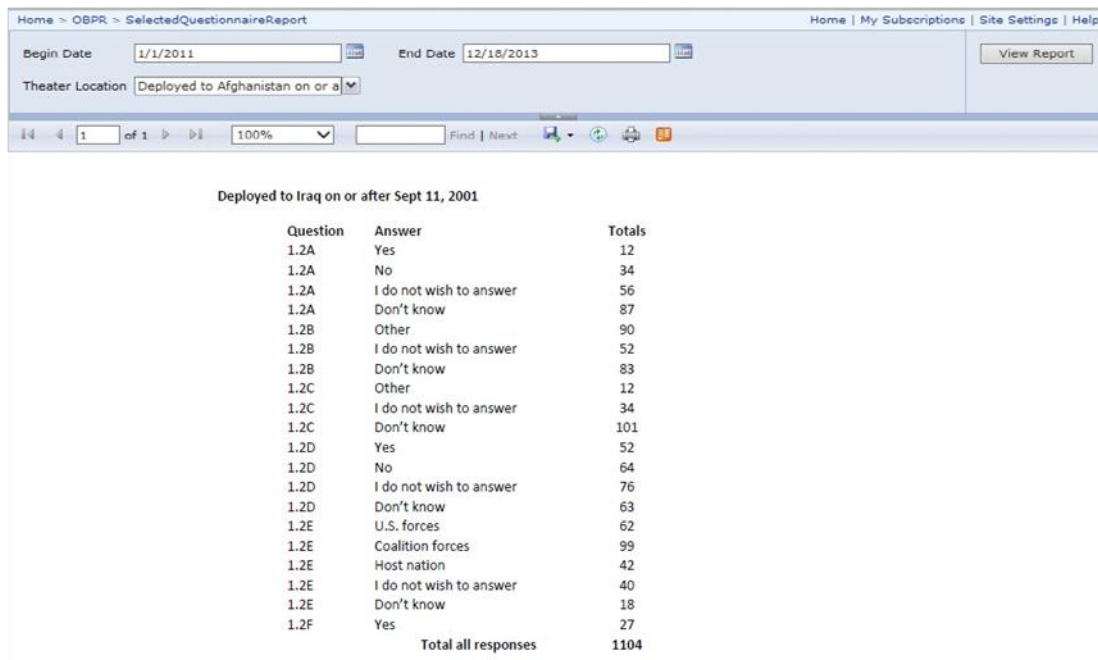 Home > OBPR > SelectedQuestionnaireReport Home | My Subscriptions | Site Settings | Help
Begin Date 1/1/2011 End Date 12/18/2013 View Report
Theater Location Deployed to Afghanistan on or a
1 of 1 100% Find | Next
Deployed to Iraq on or after Sept 11, 2001
Question Answer Totals
1.2A Yes 12
1.2A No 34
1.2A I do not wish to answer 56
1.2A Don't know 87
1.2B Other 90
1.2B I do not wish to answer 52
1.2B Don't know 83
1.2C Other 12
1.2C I do not wish to answer 34
1.2C Don't know 101
1.2D Yes 52
1.2D No 64
1.2D I do not wish to answer 76
1.2D Don't know 63
1.2E U.S. forces 62
1.2E Coalition forces 99
1.2E Host nation 42
1.2E I do not wish to answer 40
1.2E Don't know 18
1.2F Yes 27
Total all responses 1104